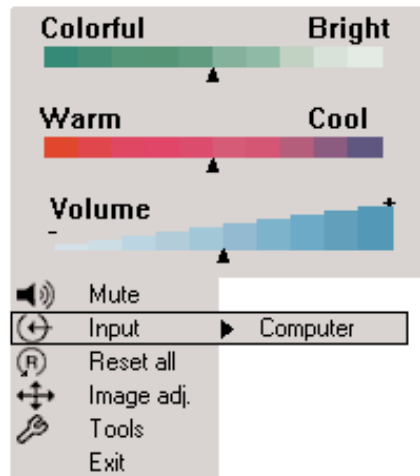 Colorful Bright
Warm Cool
Volume
- +
Mute
Input Computer
R Reset all
Image adj.
Tools
Exit